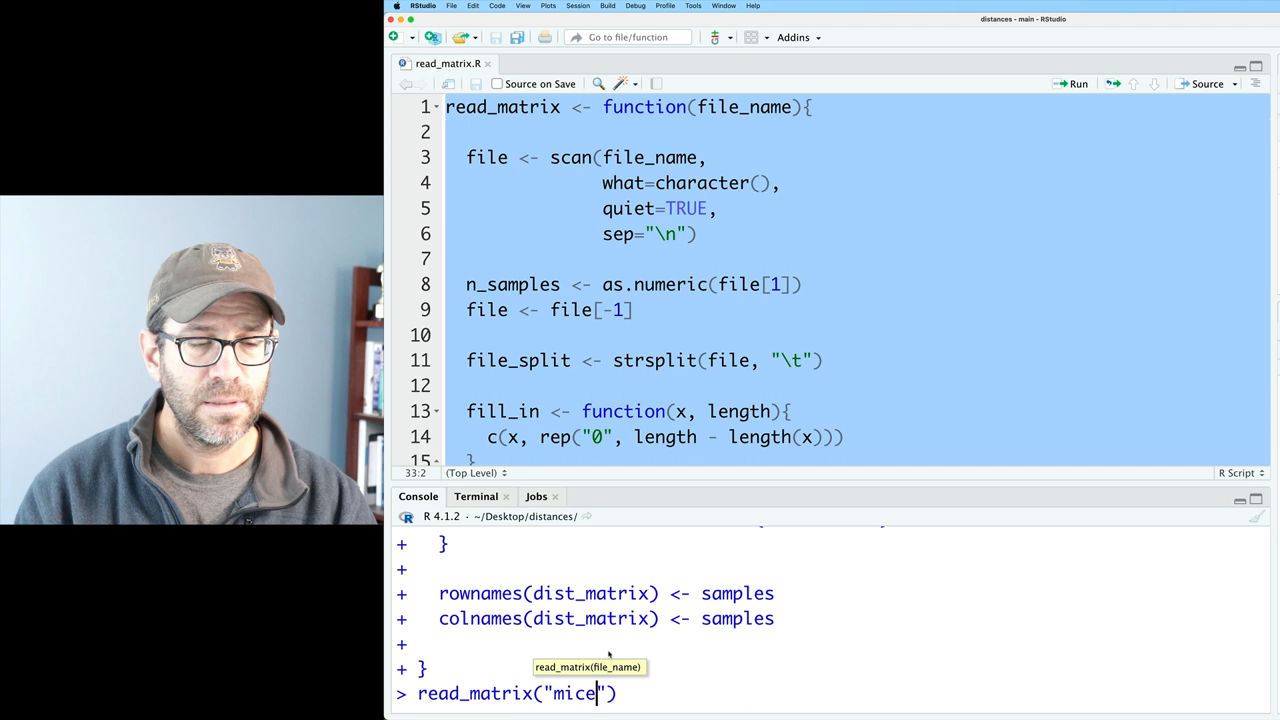 RStudio File Edit Code View Plots Session Build Debug Profile Tools Window Help
distances - main - RStudio
Go to file/function Addins
read_matrix.R
Source on Save Run Source
1 read_matrix <- function(file_name){
2
3 file <- scan(file_name,
4 what=character(),
5 quiet=TRUE,
6 sep="\n")
7
8 n_samples <- as.numeric(file[1])
9 file <- file[-1]
10
11 file_split <- strsplit(file, "\t")
12
13 fill_in <- function(x, length){
14 c(x, rep("0", length - length(x)))
15 }
33:2 (Top Level) R Script
Console Terminal Jobs
R 4.1.2 · ~/Desktop/distances/
+ }
+
+ rownames(dist_matrix) <- samples
+ colnames(dist_matrix) <- samples
+
+ }
read_matrix(file_name)
> read_matrix("mice")